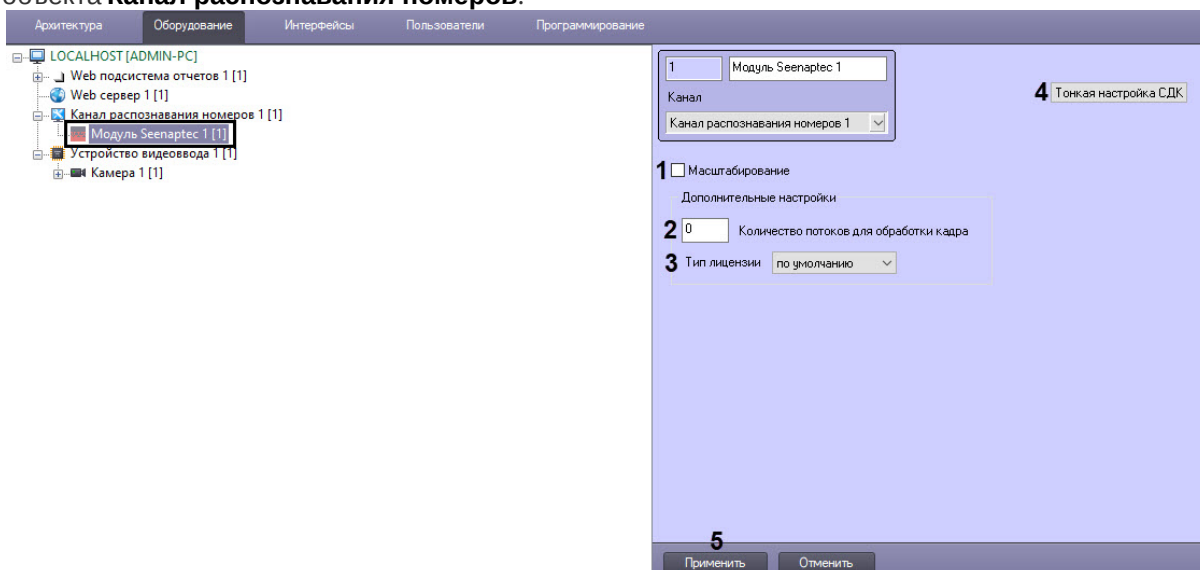 объекта Канал распознавания номеров.
Архитектура Оборудование Интерфейсы Пользователи Программирование
LOCALHOST [ADMIN-PC]
Web подсистема отчетов 1 [1]
Web сервер 1 [1]
Канал распознавания номеров 1 [1]
Модуль Seenaptec 1 [1]
Устройство видеоввода 1 [1]
Камера 1 [1]
1 Модуль Seenaptec 1
Канал
Канал распознавания номеров 1
4 Тонкая настройка СДК
1 Масштабирование
Дополнительные настройки
2 0 Количество потоков для обработки кадра
3 Тип лицензии по умолчанию
5
Применить Отменить